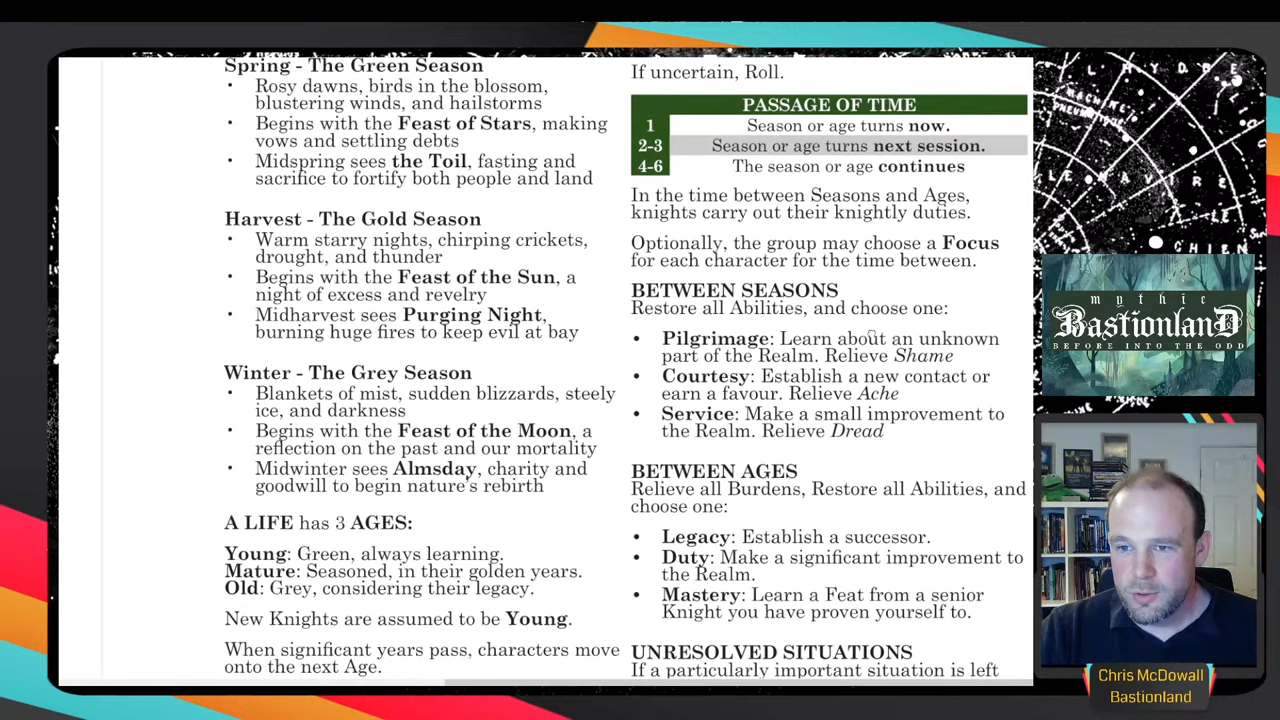 Spring - The Green Season
• Rosy dawns, birds in the blossom,
blustering winds, and hailstorms
• Begins with the Feast of Stars, making
vows and settling debts
• Midspring sees the Toil, fasting and
sacrifice to fortify both people and land
Harvest - The Gold Season
• Warm starry nights, chirping crickets,
drought, and thunder
• Begins with the Feast of the Sun, a
night of excess and revelry
• Midharvest sees Purging Night,
burning huge fires to keep evil at bay
Winter - The Grey Season
• Blankets of mist, sudden blizzards, steely
ice, and darkness
• Begins with the Feast of the Moon, a
reflection on the past and our mortality
• Midwinter sees Almsday, charity and
goodwill to begin nature's rebirth
A LIFE has 3 AGES:
Young: Green, always learning.
Mature: Seasoned, in their golden years.
Old: Grey, considering their legacy.
New Knights are assumed to be Young.
When significant years pass, characters move
onto the next Age.
If uncertain, Roll.
PASSAGE OF TIME
1 Season or age turns now.
2-3 Season or age turns next session.
4-6 The season or age continues
In the time between Seasons and Ages,
knights carry out their knightly duties.
Optionally, the group may choose a Focus
for each character for the time between.
BETWEEN SEASONS
Restore all Abilities, and choose one:
• Pilgrimage: Learn about an unknown
part of the Realm. Relieve Shame
• Courtesy: Establish a new contact or
earn a favour. Relieve Ache
• Service: Make a small improvement to
the Realm. Relieve Dread
BETWEEN AGES
Relieve all Burdens, Restore all Abilities, and
choose one:
• Legacy: Establish a successor.
• Duty: Make a significant improvement to
the Realm.
• Mastery: Learn a Feat from a senior
Knight you have proven yourself to.
UNRESOLVED SITUATIONS
If a particularly important situation is left
CHIEN
mythic
BastionlanD
BEFORE INTO THE ODD
Chris McDowall
Bastionland